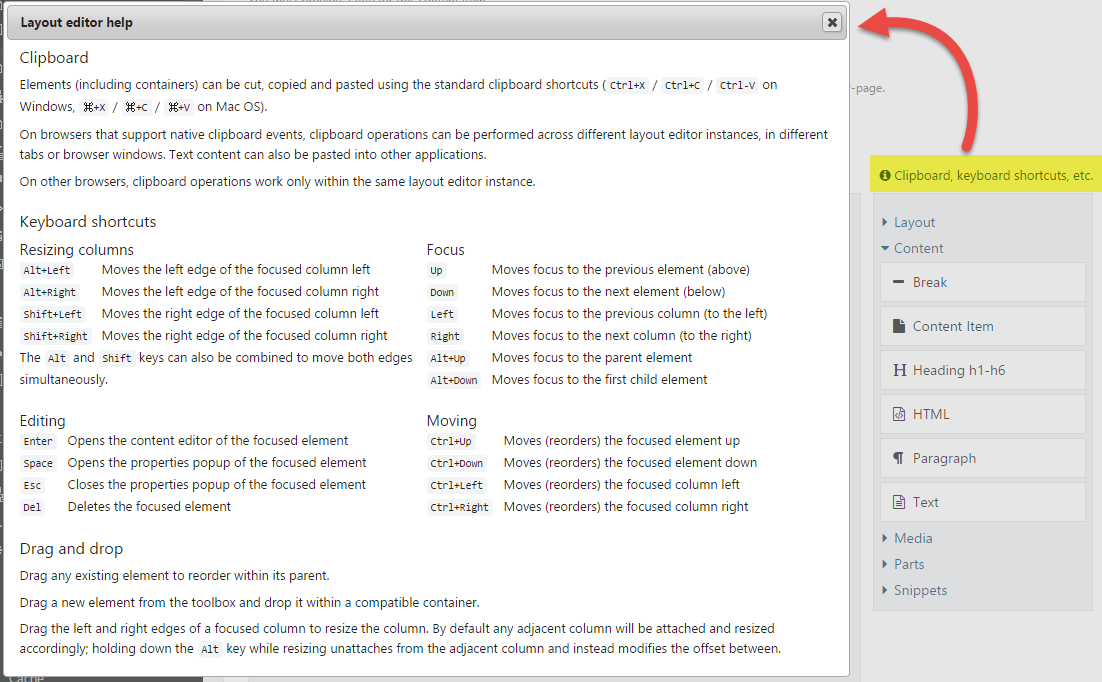 Layout editor help
Clipboard
Elements (including containers) can be cut, copied and pasted using the standard clipboard shortcuts ( Ctrl+X / Ctrl+C / Ctrl-V on
Windows, ⌘+X / ⌘+C / ⌘+V on Mac OS).
On browsers that support native clipboard events, clipboard operations can be performed across different layout editor instances, in different
tabs or browser windows. Text content can also be pasted into other applications.
On other browsers, clipboard operations work only within the same layout editor instance.
Keyboard shortcuts
Resizing columns
Alt+Left Moves the left edge of the focused column left
Alt+Right Moves the left edge of the focused column right
Shift+Left Moves the right edge of the focused column left
Shift+Right Moves the right edge of the focused column right
The Alt and Shift keys can also be combined to move both edges
simultaneously.
Focus
Up Moves focus to the previous element (above)
Down Moves focus to the next element (below)
Left Moves focus to the previous column (to the left)
Right Moves focus to the next column (to the right)
Alt+Up Moves focus to the parent element
Alt+Down Moves focus to the first child element
Editing
Enter Opens the content editor of the focused element
Space Opens the properties popup of the focused element
Esc Closes the properties popup of the focused element
Del Deletes the focused element
Moving
Ctrl+Up Moves (reorders) the focused element up
Ctrl+Down Moves (reorders) the focused element down
Ctrl+Left Moves (reorders) the focused column left
Ctrl+Right Moves (reorders) the focused column right
Drag and drop
Drag any existing element to reorder within its parent.
Drag a new element from the toolbox and drop it within a compatible container.
Drag the left and right edges of a focused column to resize the column. By default any adjacent column will be attached and resized
accordingly; holding down the Alt key while resizing unattaches from the adjacent column and instead modifies the offset between.
-page.
Clipboard, keyboard shortcuts, etc.
Layout
Content
Break
Content Item
Heading h1-h6
HTML
Paragraph
Text
Media
Parts
Snippets
Cache